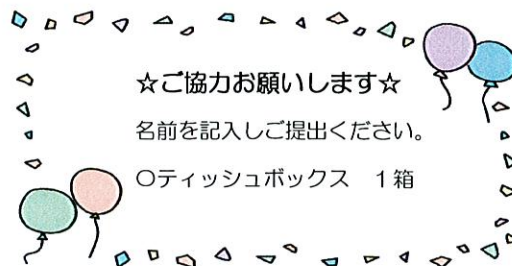 ☆ご協力お願いします☆
名前を記入しご提出ください。
○ティッシュボックス　1箱